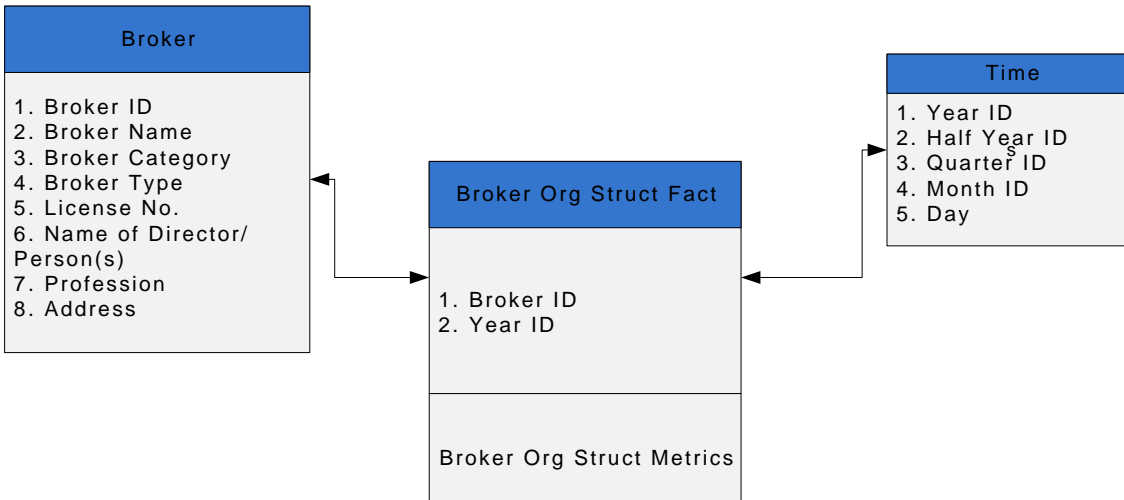 Broker
1. Broker ID
2. Broker Name
3. Broker Category
4. Broker Type
5. License No.
6. Name of Director/
Person(s)
7. Profession
8. Address
Broker Org Struct Fact
1. Broker ID
2. Year ID
Broker Org Struct Metrics
Time
1. Year ID
2. Half Year ID
s
3. Quarter ID
4. Month ID
5. Day